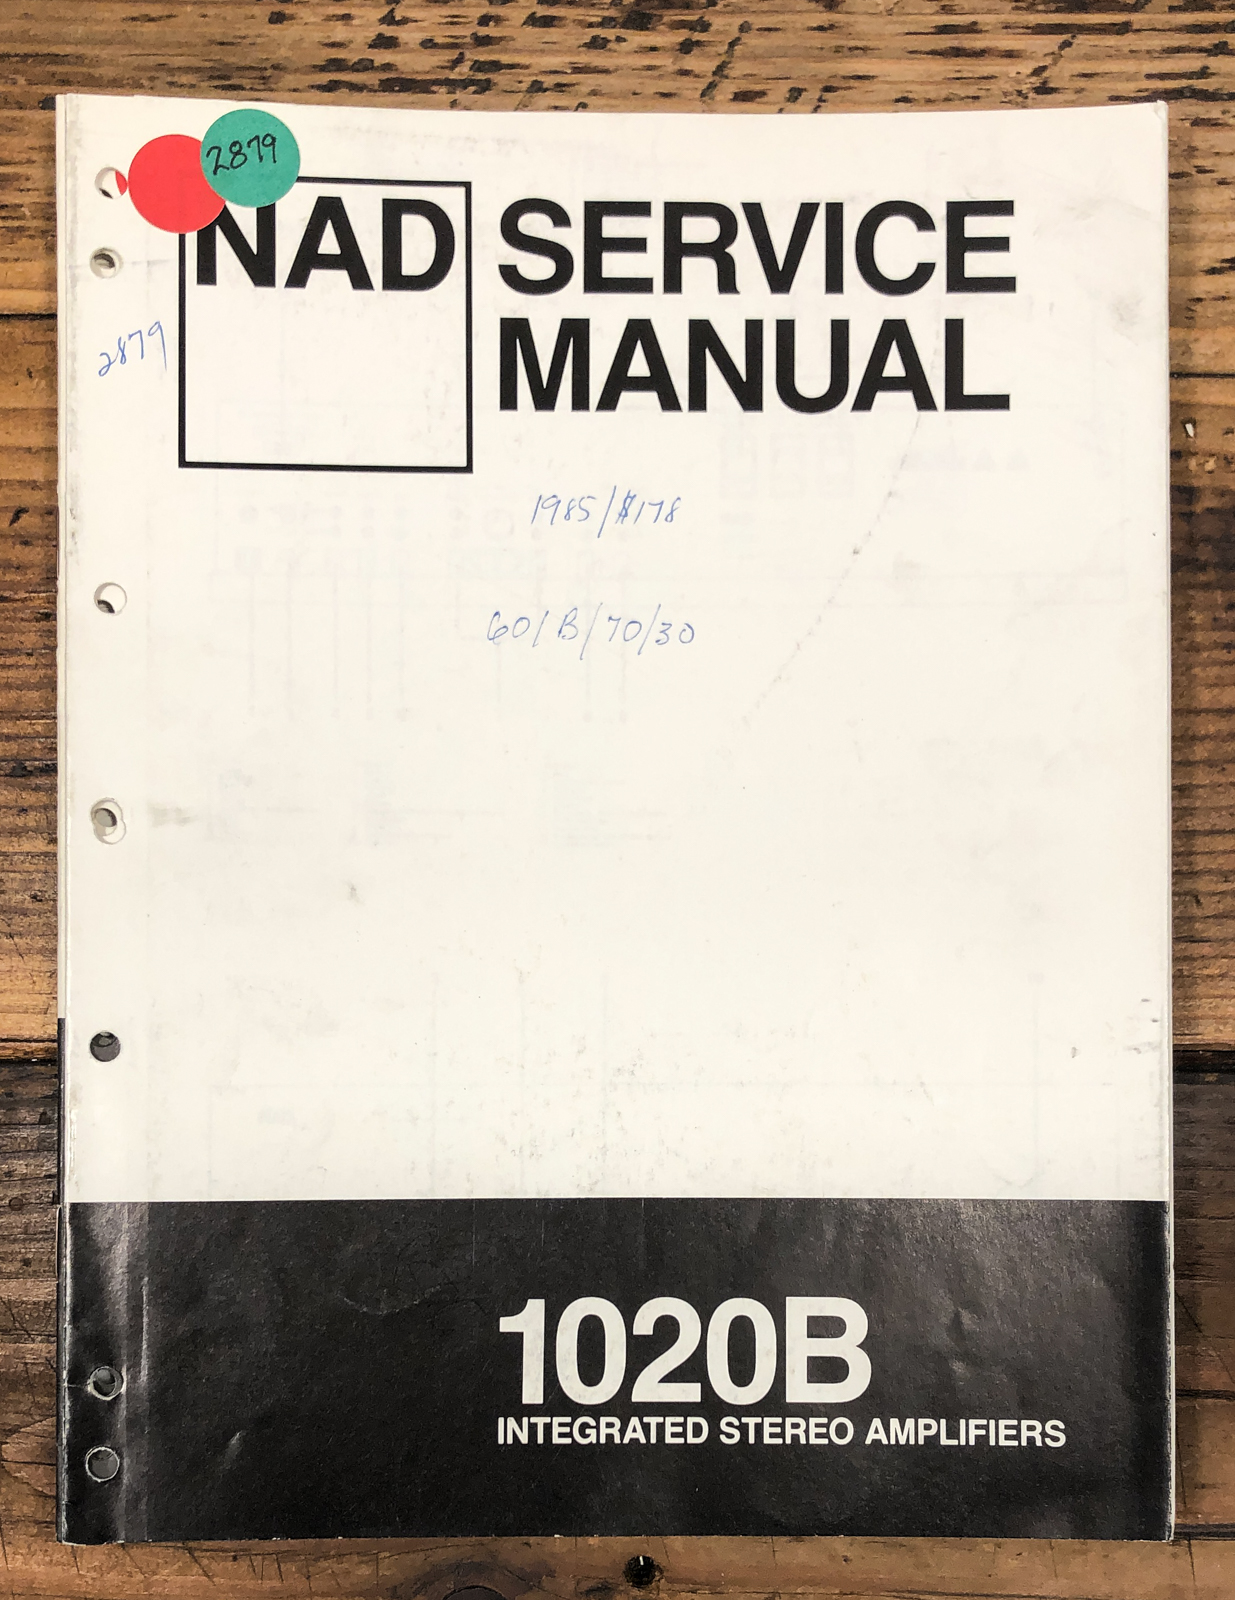 2879
NAD SERVICE
MANUAL
2879
1985/$178
60/B/70/30
1020B
INTEGRATED STEREO AMPLIFIERS